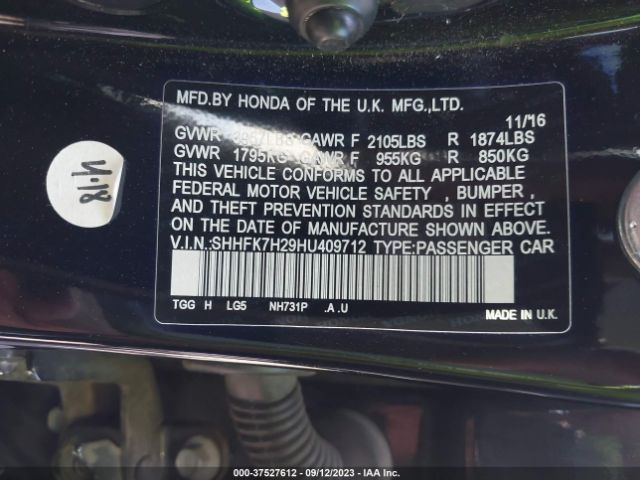 MFD.BY HONDA OF THE U.K. MFG.,LTD.
11/16
GVWR 3957LBS GAWR F 2105LBS R 1874LBS
GVWR 1795KG GAWR F 955KG R 850KG
THIS VEHICLE CONFORMS TO ALL APPLICABLE
FEDERAL MOTOR VEHICLE SAFETY , BUMPER ,
AND THEFT PREVENTION STANDARDS IN EFFECT
ON THE DATE OF MANUFACTURE SHOWN ABOVE.
V.I.N.:SHHFK7H29HU409712 TYPE:PASSENGER CAR
TGG H LG5 NH731P .A .U
MADE IN U.K.
4-18
000-37527612 - 09/12/2023 - IAA Inc.